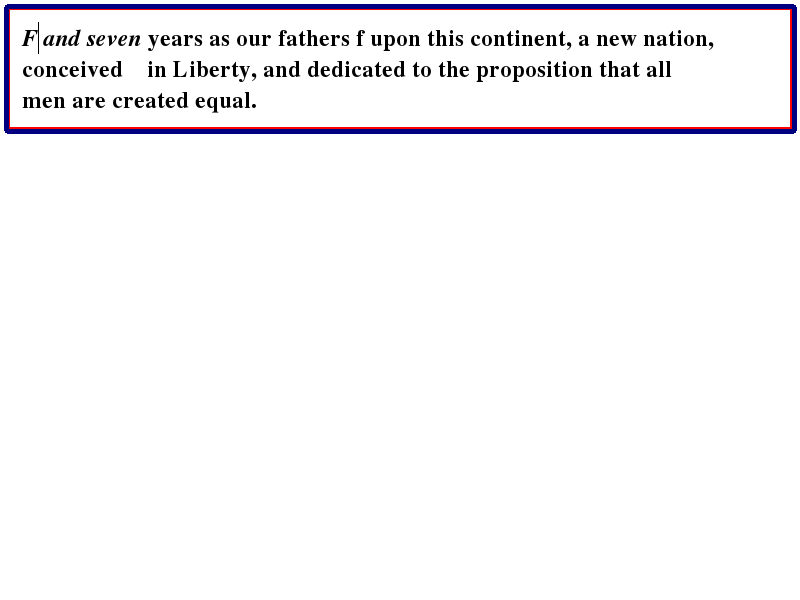 F and seven years as our fathers f upon this continent, a new nation,
conceived    in Liberty, and dedicated to the proposition that all
men are created equal.